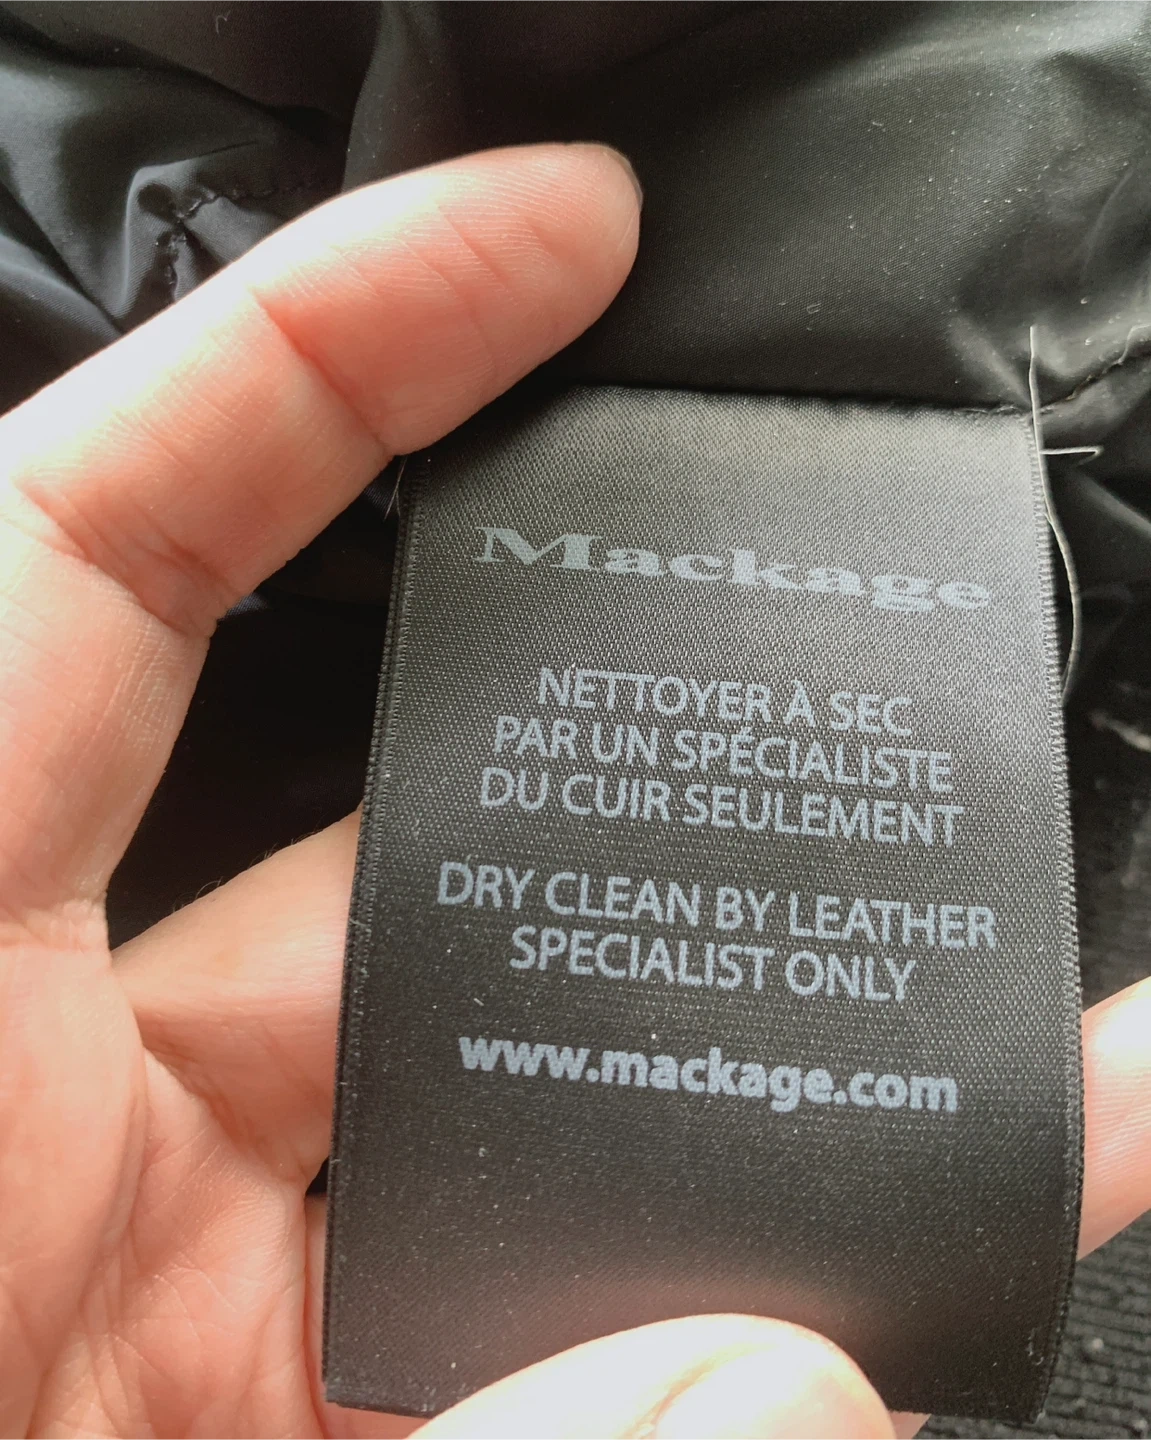 Mackage
NETTOYER À SEC
PAR UN SPÉCIALISTE
DU CUIR SEULEMENT
DRY CLEAN BY LEATHER
SPECIALIST ONLY
www.mackage.com